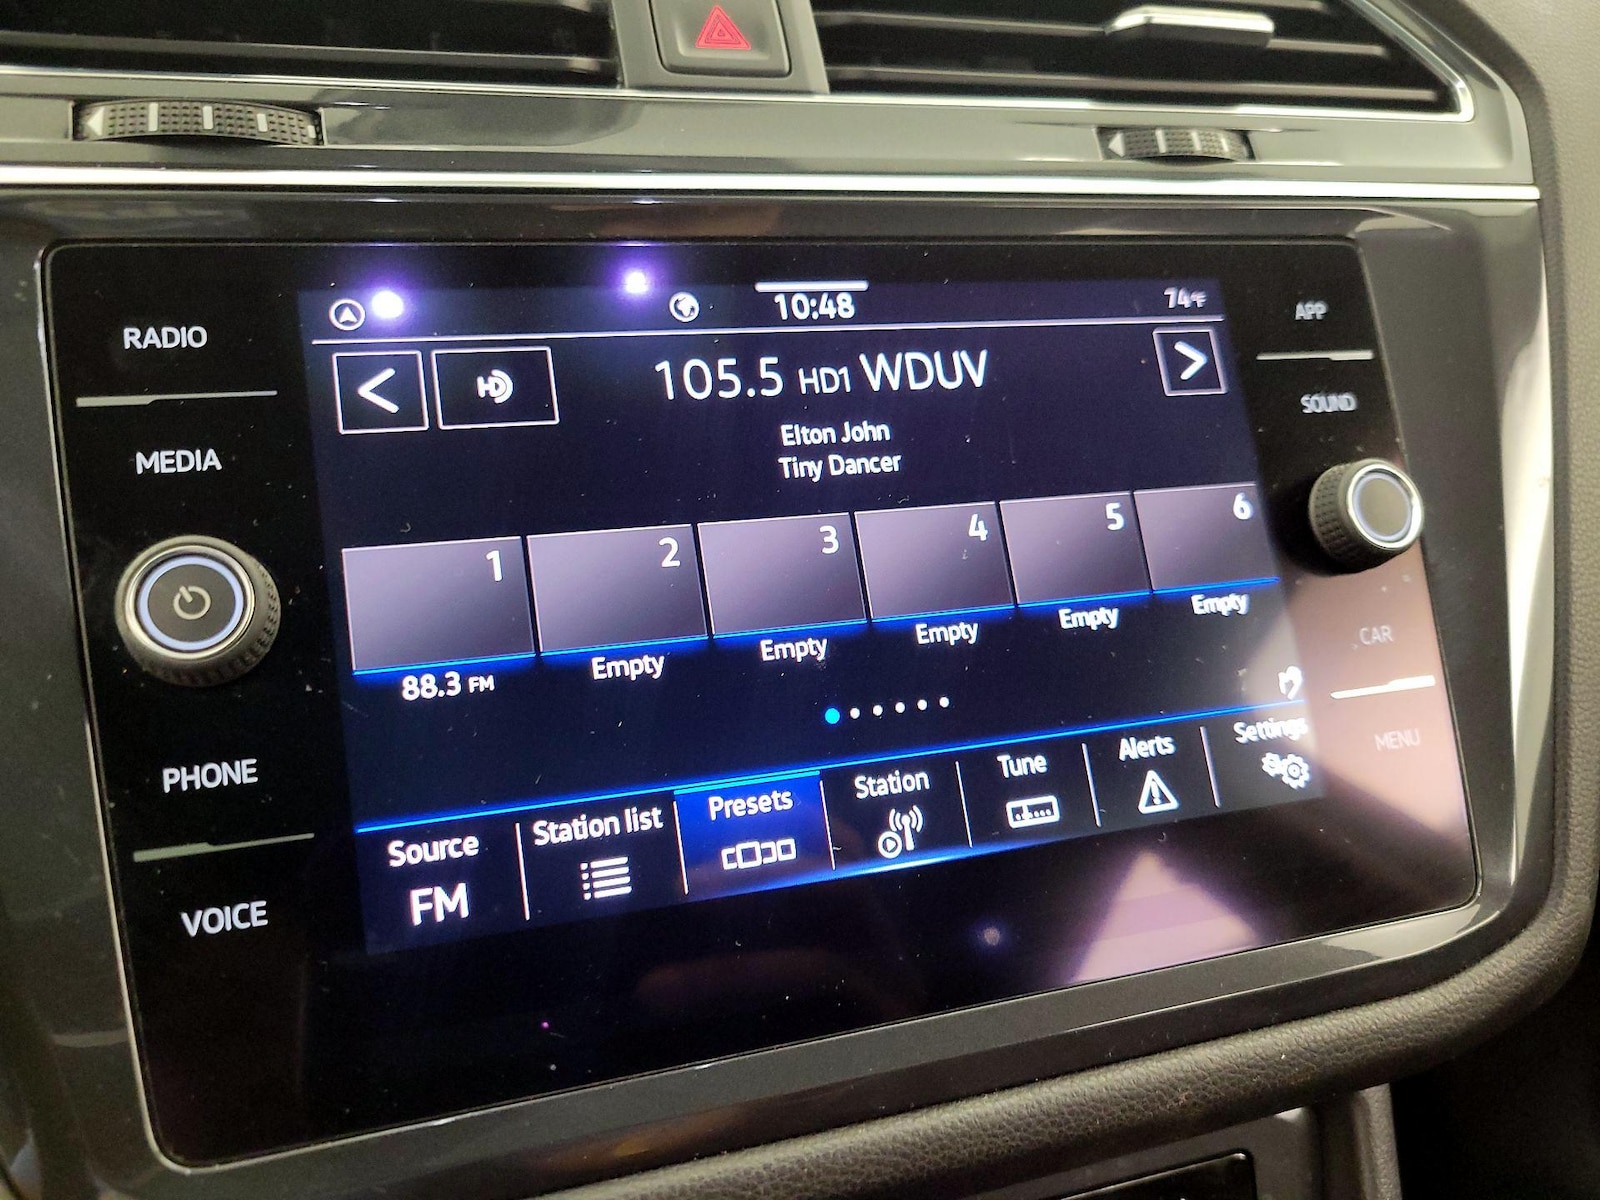 RADIO
MEDIA
PHONE
VOICE
10:48
74°F
HD
105.5 HD1 WDUV
Elton John
Tiny Dancer
1
2
3
4
5
6
88.3 FM
Empty
Empty
Empty
Empty
Empty
Source
FM
Station list
Presets
Station
Tune
Alerts
Settings
APP
SOUND
CAR
MENU